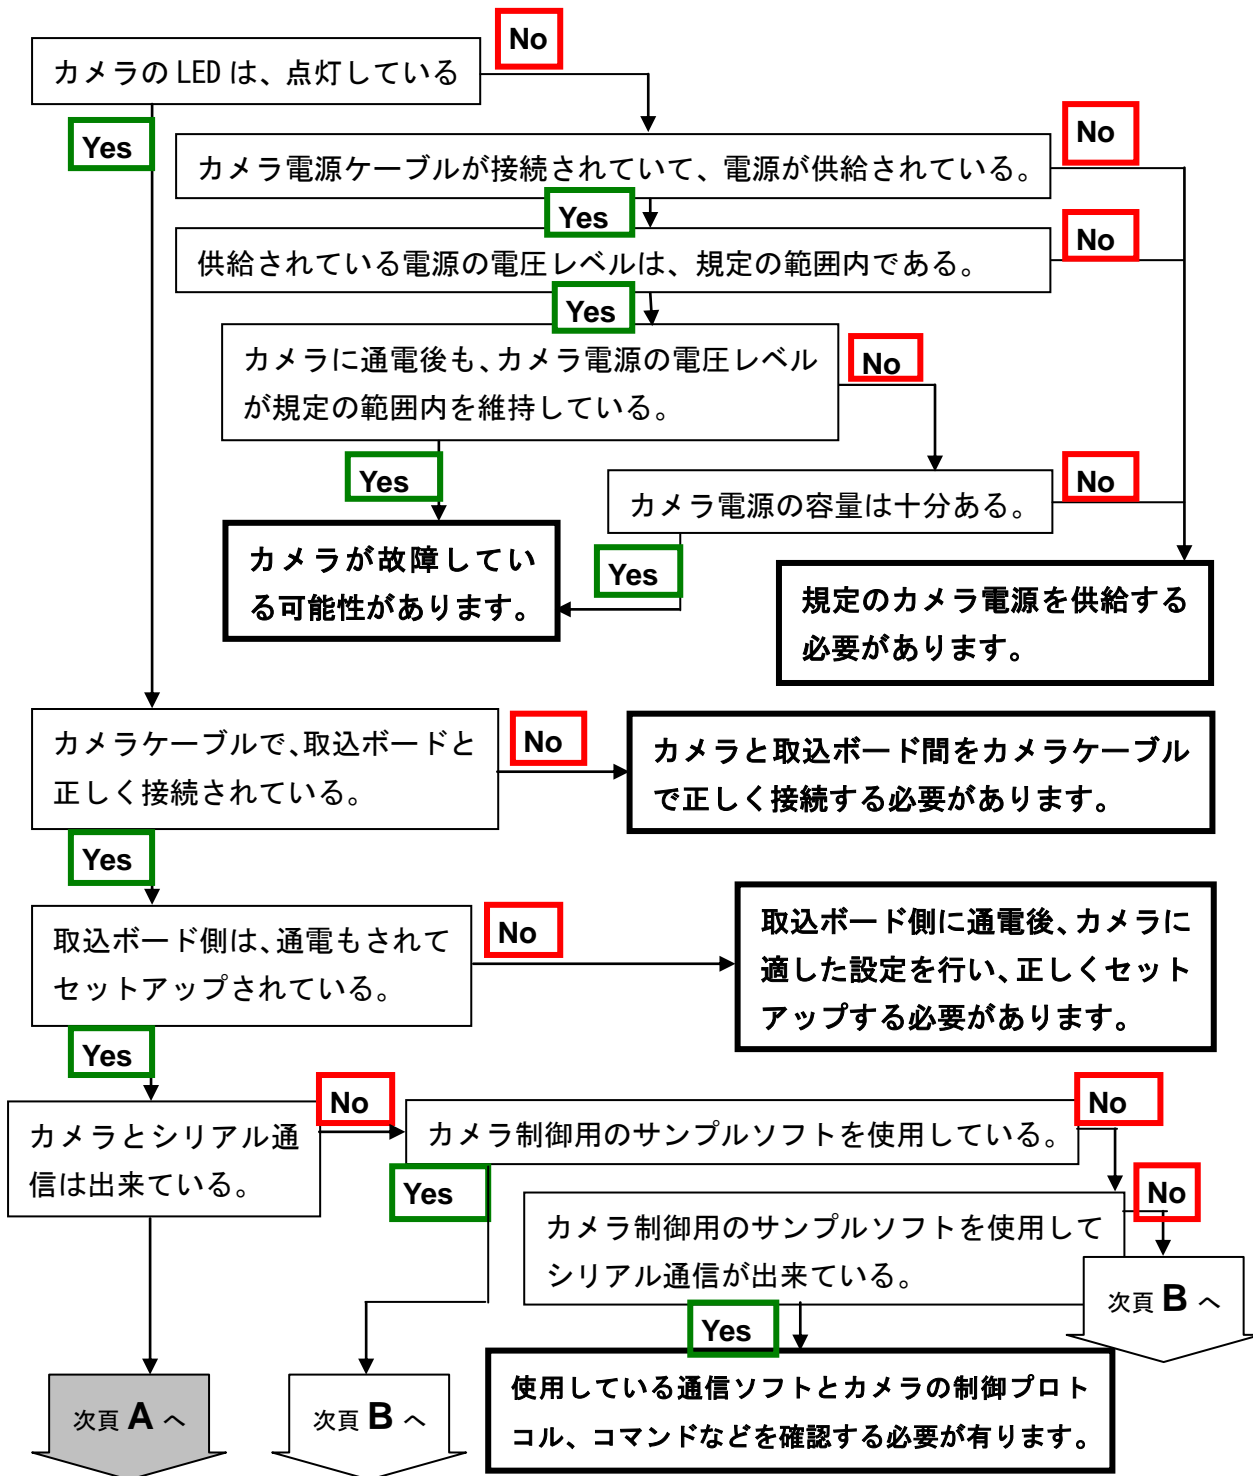 No
カメラの LED は、点灯している
Yes
No
カメラ電源ケーブルが接続されていて、電源が供給されている。
Yes
No
供給されている電源の電圧レベルは、規定の範囲内である。
Yes
カメラに通電後も、カメラ電源の電圧レベル
が規定の範囲内を維持している。
No
Yes
No
カメラ電源の容量は十分ある。
カメラが故障してい
る可能性があります。
Yes
規定のカメラ電源を供給する
必要があります。
カメラケーブルで、取込ボードと
正しく接続されている。
No
カメラと取込ボード間をカメラケーブル
で正しく接続する必要があります。
Yes
取込ボード側は、通電もされて
セットアップされている。
No
取込ボード側に通電後、カメラに
適した設定を行い、正しくセット
アップする必要があります。
Yes
No
No
カメラとシリアル通
信は出来ている。
カメラ制御用のサンプルソフトを使用している。
Yes
No
カメラ制御用のサンプルソフトを使用して
シリアル通信が出来ている。
次頁 B へ
Yes
次頁 A へ
次頁 B へ
使用している通信ソフトとカメラの制御プロト
コル、コマンドなどを確認する必要が有ります。